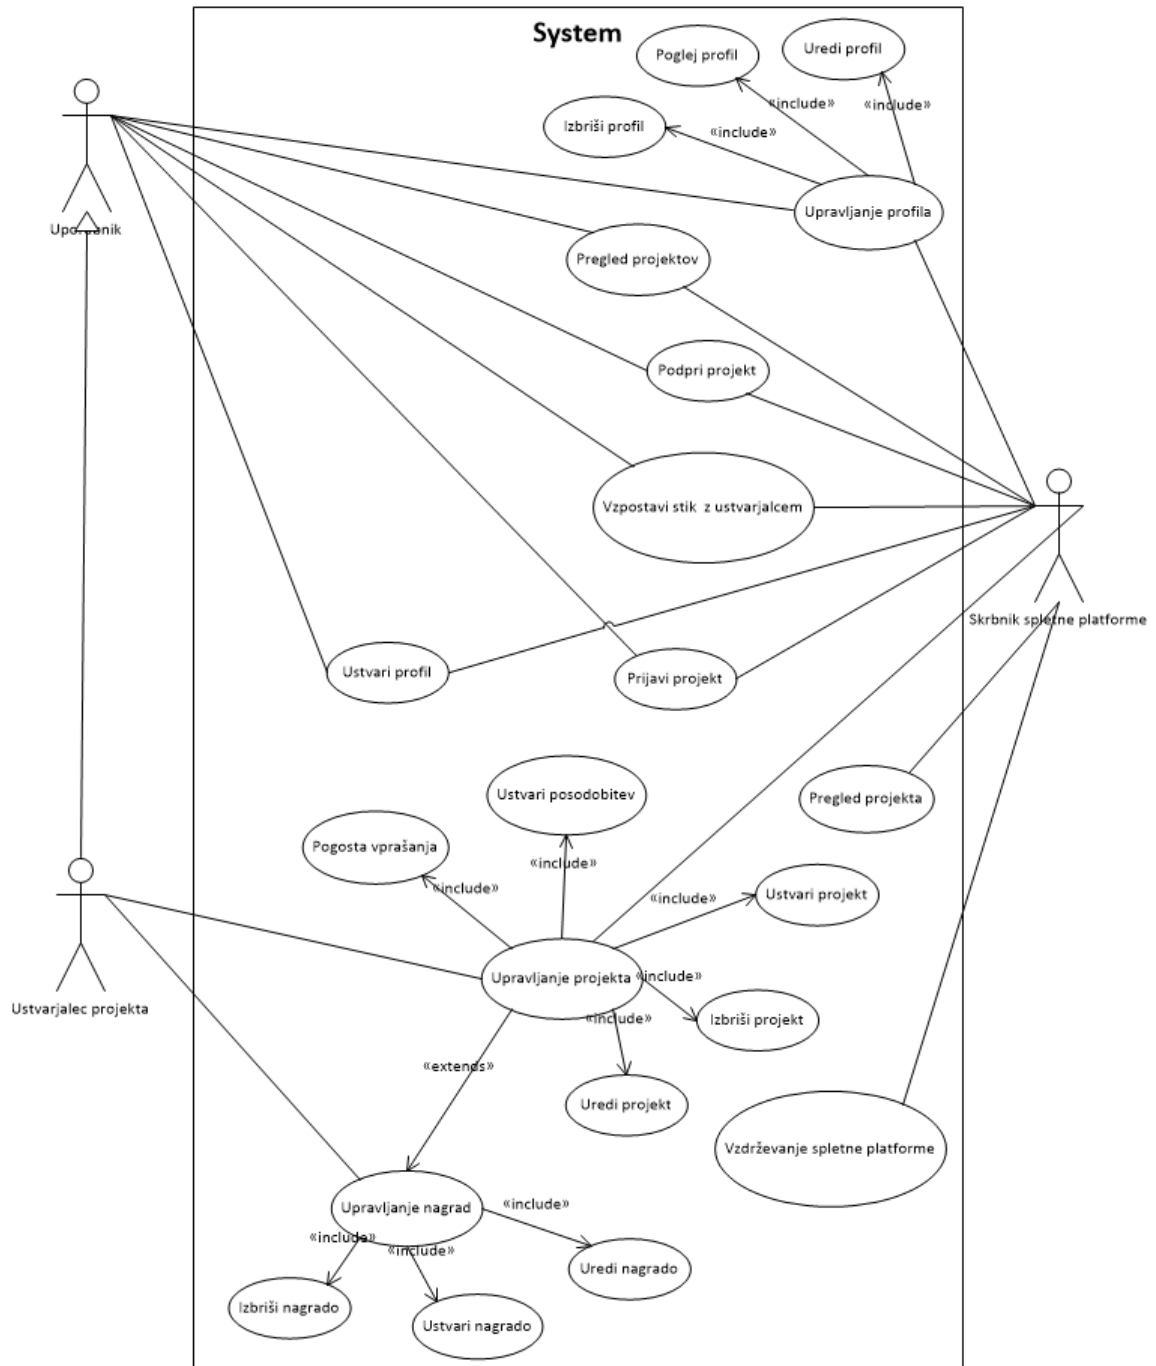 System
Poglej profil
Uredi profil
«include»
«include»
Izbriši profil
«include»
Upravljanje profila
Uporabnik
Pregled projektov
Podpri projekt
Vzpostavi stik z ustvarjalcem
Skrbnik spletne platforme
Ustvari profil
Prijavi projekt
Ustvari posodobitev
Pregled projekta
Pogosta vprašanja
«include»
«include»
«include»
Ustvari projekt
Upravljanje projekta
«include»
Ustvarjalec projekta
«include»
Izbriši projekt
«extends»
Uredi projekt
Vzdrževanje spletne platforme
Upravljanje nagrad
«include»
«include»
«include»
Uredi nagrado
Izbriši nagrado
Ustvari nagrado